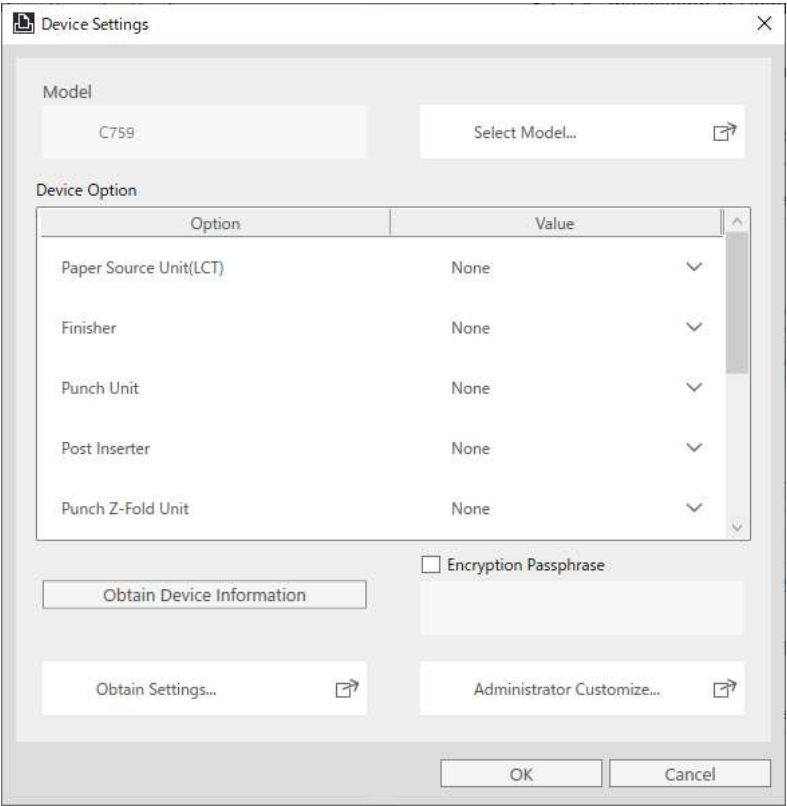 Device Settings
Model
C759
Select Model...
Device Option
Option Value
Paper Source Unit(LCT) None
Finisher None
Punch Unit None
Post Inserter None
Punch Z-Fold Unit None
Encryption Passphrase
Obtain Device Information
Obtain Settings...
Administrator Customize...
OK Cancel